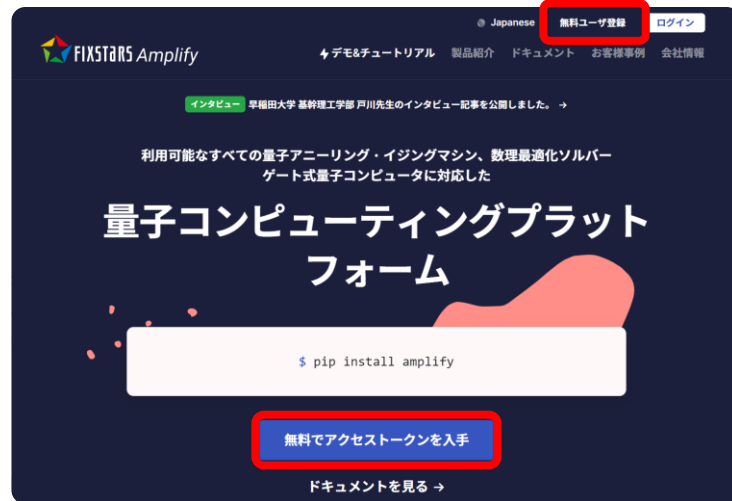 Japanese 無料ユーザ登録 ログイン
FIXSTARS Amplify デモ&チュートリアル 製品紹介 ドキュメント お客様事例 会社情報
インタビュー 早稲田大学 基幹理工学部 戸川先生のインタビュー記事を公開しました。 →
利用可能なすべての量子アニーリング・イジングマシン、数理最適化ソルバー
ゲート式量子コンピュータに対応した
量子コンピューティングプラット
フォーム
$ pip install amplify
無料でアクセストークンを入手
ドキュメントを見る →